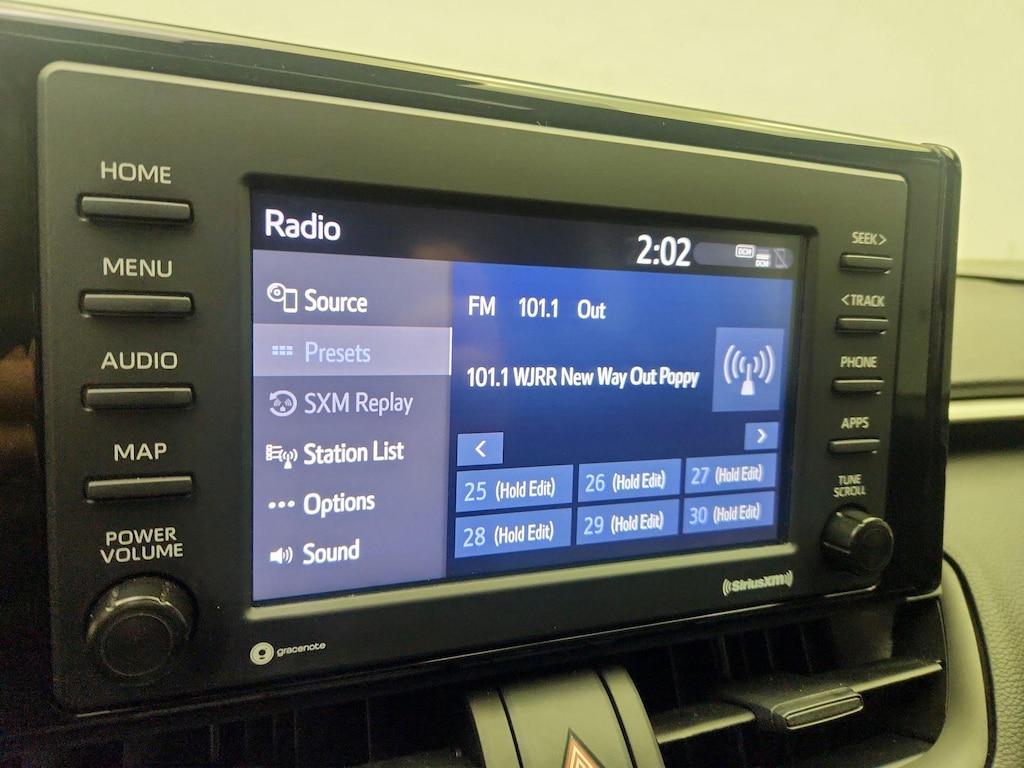 HOME
MENU
AUDIO
MAP
POWER
VOLUME
Radio
2:02
DCM
DCM
Source
Presets
SXM Replay
Station List
Options
Sound
FM 101.1 Out
101.1 WJRR New Way Out Poppy
<
>
25 (Hold Edit) 26 (Hold Edit) 27 (Hold Edit)
28 (Hold Edit) 29 (Hold Edit) 30 (Hold Edit)
SEEK>
<TRACK
PHONE
APPS
TUNE
SCROLL
gracenote
((SiriusXM))